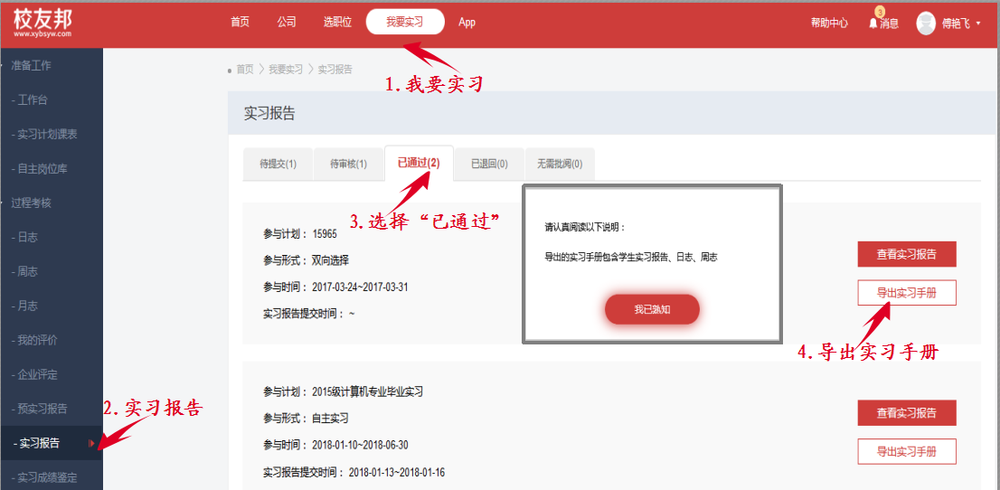 校友邦
www.xybsyw.com
首页 公司 选职位 我要实习 App 帮助中心 消息 3 傅艳飞
准备工作
- 工作台
- 实习计划课表
- 自主岗位库
过程考核
- 日志
- 周志
- 月志
- 我的评价
- 企业评定
- 预实习报告
- 实习报告
- 实习成绩鉴定
首页 > 我要实习 > 实习报告
1.我要实习
实习报告
待提交(1) 待审核(1) 已通过(2) 已退回(0) 无需批阅(0)
3.选择“已通过”
参与计划： 15965
参与形式： 双向选择
参与时间： 2017-03-24~2017-03-31
实习报告提交时间： ~
请认真阅读以下说明：
导出的实习手册包含学生实习报告、日志、周志
我已熟知
查看实习报告
导出实习手册
4.导出实习手册
2.实习报告
参与计划： 2015级计算机专业毕业实习
参与形式： 自主实习
参与时间： 2018-01-10~2018-06-30
实习报告提交时间： 2018-01-13~2018-01-16
查看实习报告
导出实习手册